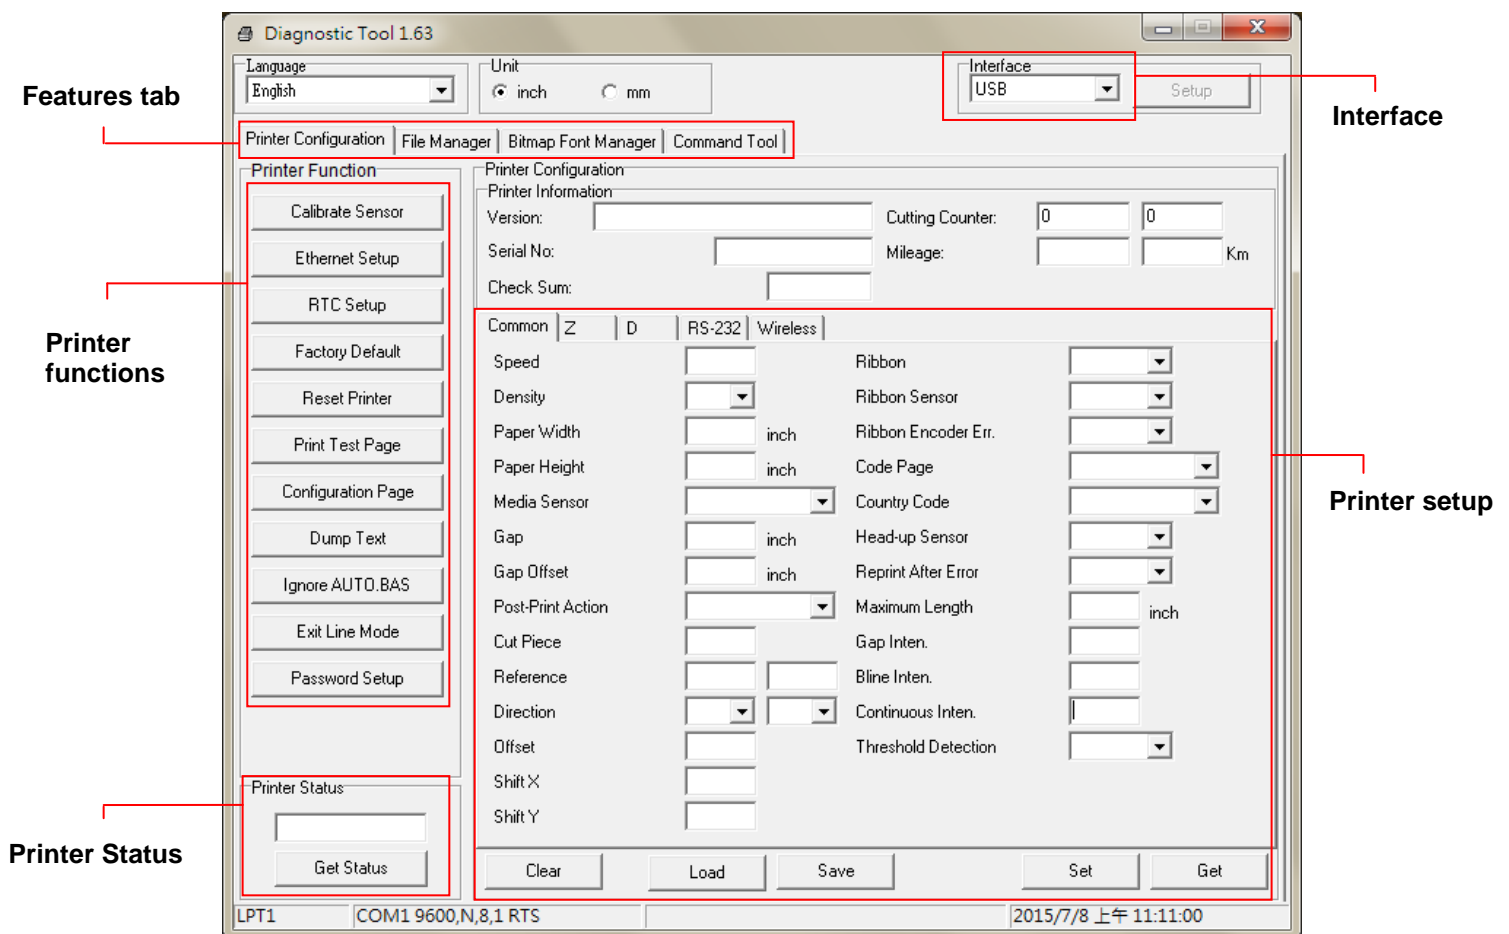 Diagnostic Tool 1.63
Language
English
Unit
inch
mm
Interface
USB
Setup
Features tab
Interface
Printer Configuration
File Manager
Bitmap Font Manager
Command Tool
Printer Function
Calibrate Sensor
Ethernet Setup
RTC Setup
Factory Default
Reset Printer
Print Test Page
Configuration Page
Dump Text
Ignore AUTO.BAS
Exit Line Mode
Password Setup
Printer functions
Printer Configuration
Printer Information
Version:
Cutting Counter: 0 0
Serial No:
Mileage: Km
Check Sum:
Common Z D RS-232 Wireless
Speed
Ribbon
Density
Ribbon Sensor
Paper Width inch
Ribbon Encoder Err.
Paper Height inch
Code Page
Media Sensor
Country Code
Gap inch
Head-up Sensor
Gap Offset inch
Reprint After Error
Post-Print Action
Maximum Length inch
Cut Piece
Gap Inten.
Reference
Bline Inten.
Direction
Continuous Inten.
Offset
Threshold Detection
Shift X
Shift Y
Printer setup
Printer Status
Get Status
Printer Status
Clear
Load
Save
Set
Get
LPT1
COM1 9600,N,8,1 RTS
2015/7/8 上午 11:11:00